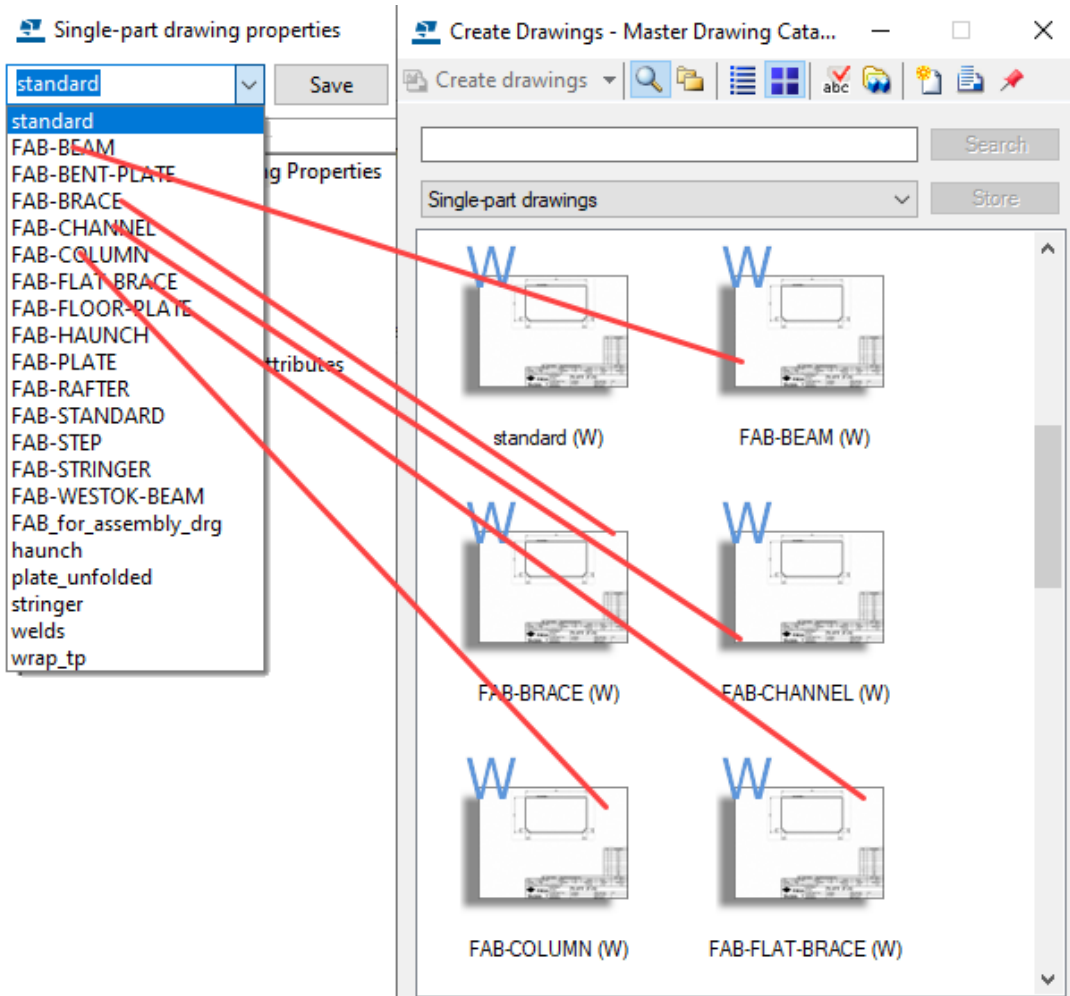 Single-part drawing properties
standard
Save
standard
FAB-BEAM
FAB-BENT-PLATE
ng Properties
FAB-BRACE
FAB-CHANNEL
FAB-COLUMN
FAB-FLAT-BRACE
FAB-FLOOR-PLATE
FAB-HAUNCH
FAB-PLATE
ttributes
FAB-RAFTER
FAB-STANDARD
FAB-STEP
FAB-STRINGER
FAB-WESTOK-BEAM
FAB_for_assembly_drg
haunch
plate_unfolded
stringer
welds
wrap_tp
Create Drawings - Master Drawing Cata...
Create drawings
abc
Search
Single-part drawings
Store
W
W
standard (W)
FAB-BEAM (W)
W
W
FAB-BRACE (W)
FAB-CHANNEL (W)
W
W
FAB-COLUMN (W)
FAB-FLAT-BRACE (W)